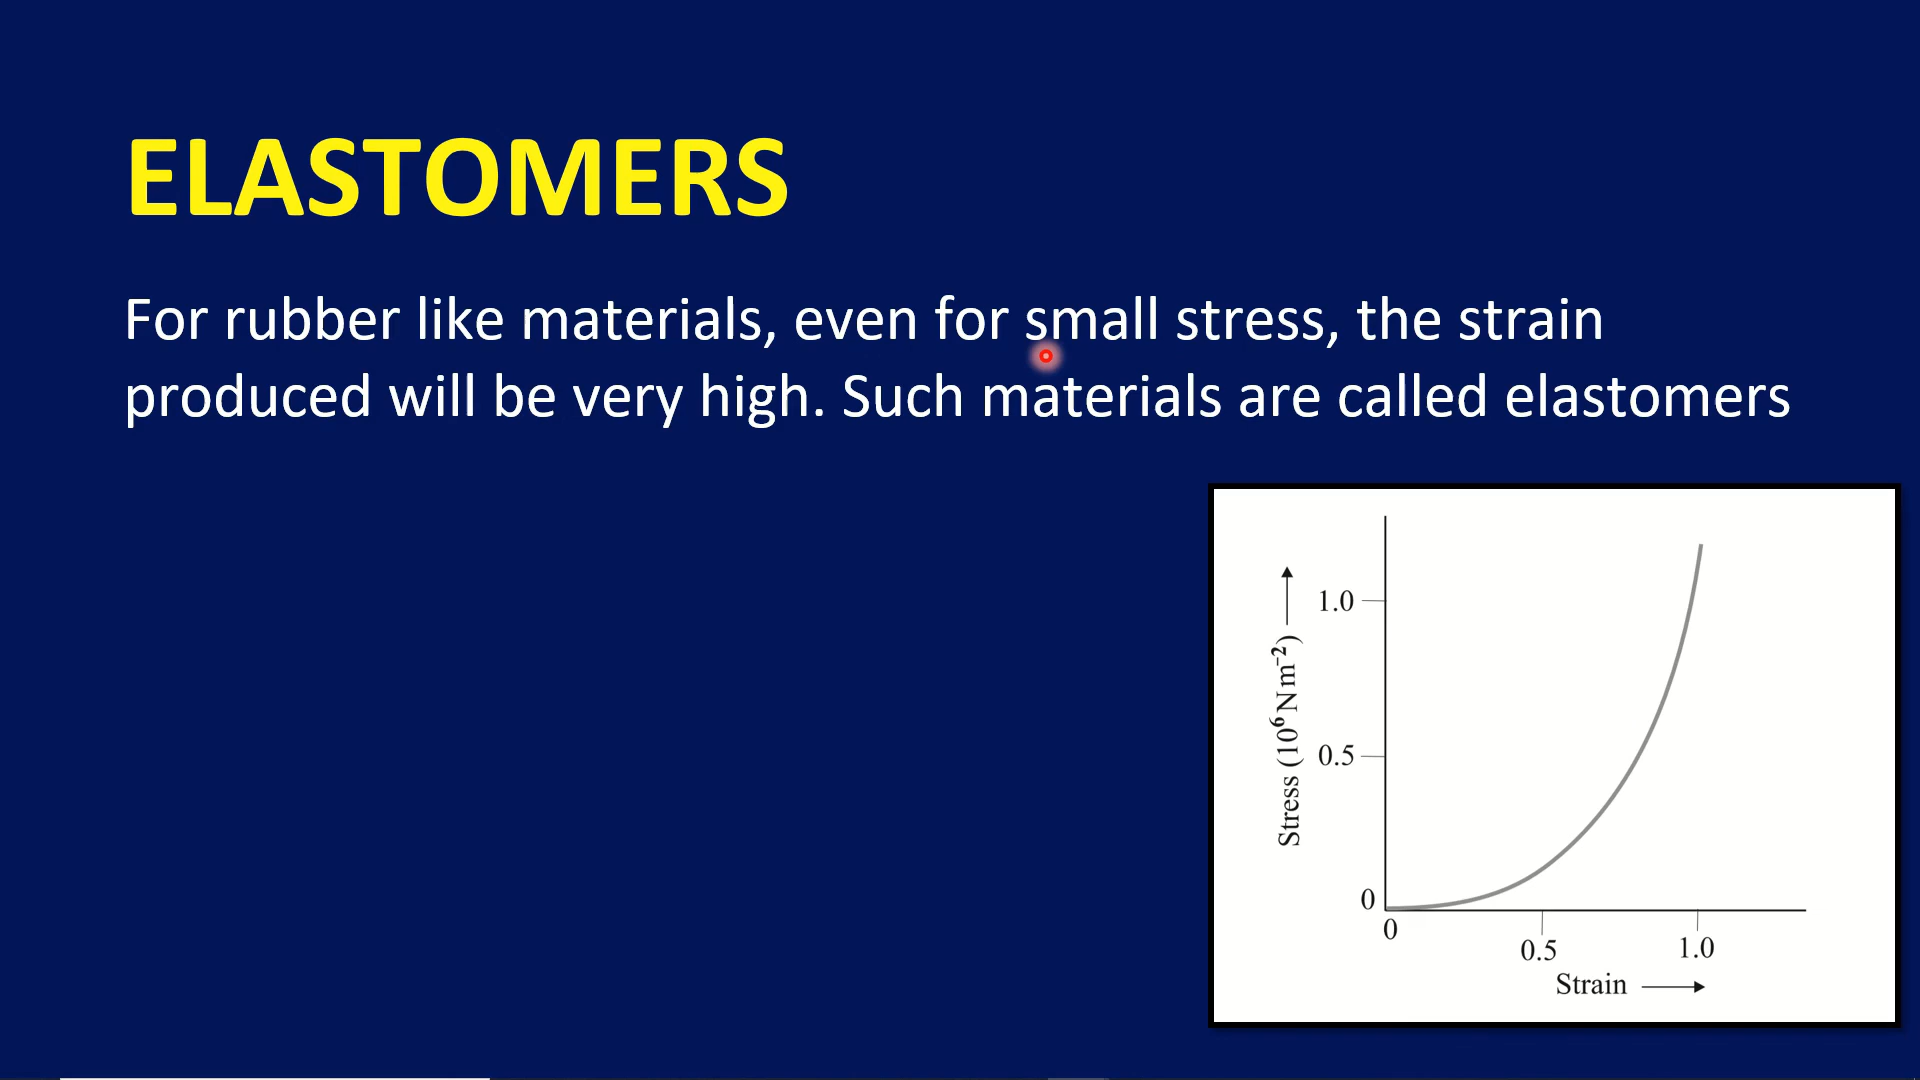 ELASTOMERS
For rubber like materials, even for small stress, the strain
produced will be very high. Such materials are called elastomers
Stress (10⁶ N m⁻²)
1.0
0.5
0
0
0.5
1.0
Strain